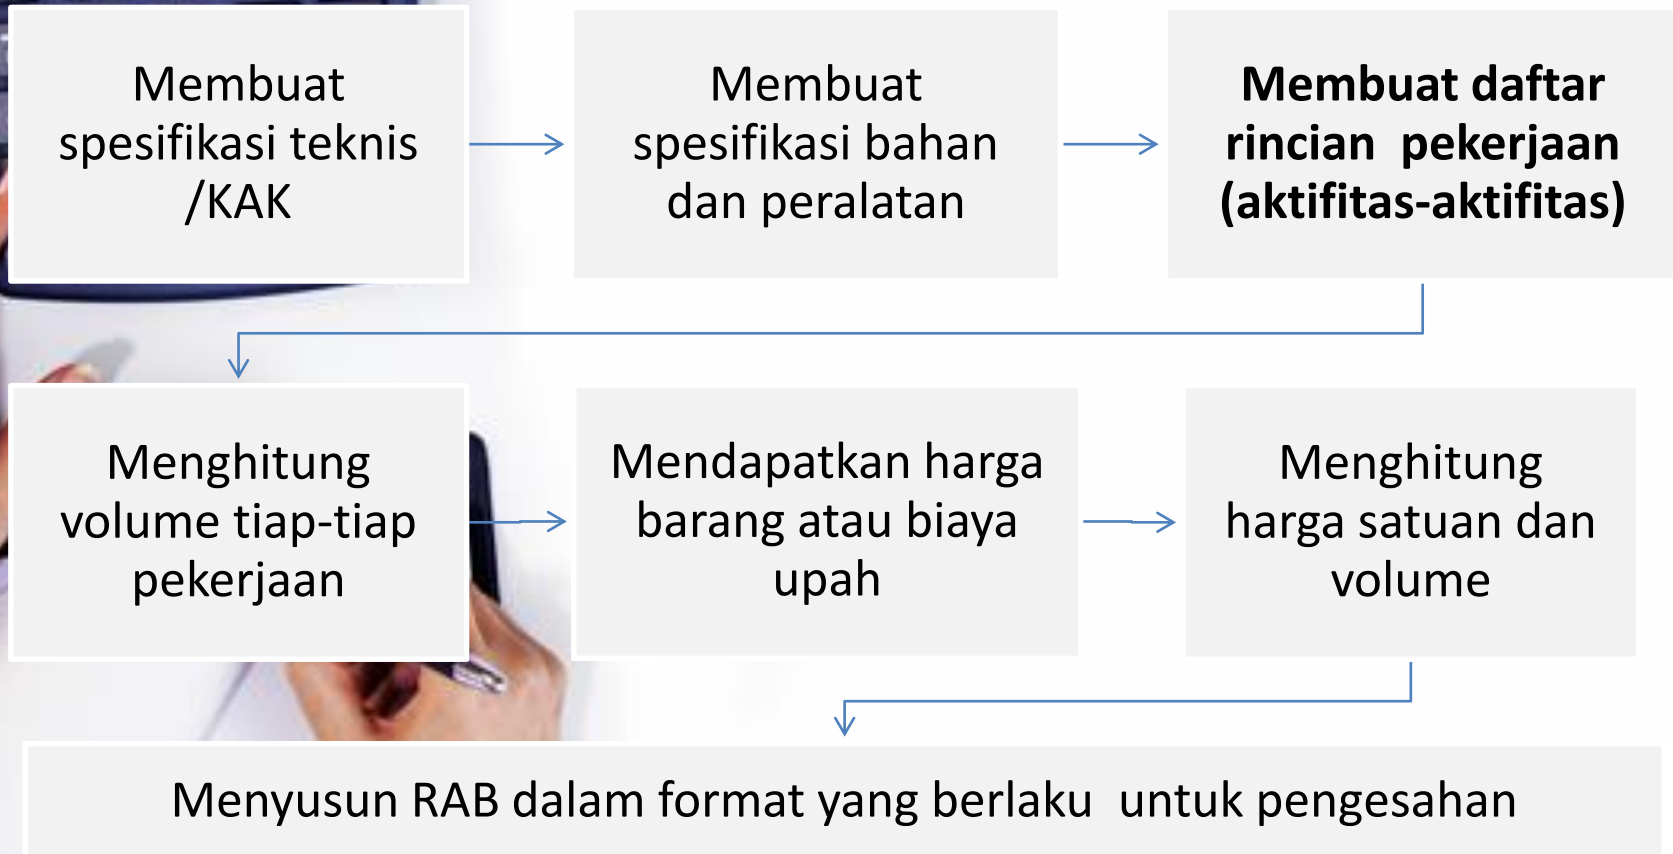 Membuat
spesifikasi teknis
/KAK
Membuat
spesifikasi bahan
dan peralatan
Membuat daftar
rincian pekerjaan
(aktifitas-aktifitas)
Menghitung
volume tiap-tiap
pekerjaan
Mendapatkan harga
barang atau biaya
upah
Menghitung
harga satuan dan
volume
Menyusun RAB dalam format yang berlaku untuk pengesahan